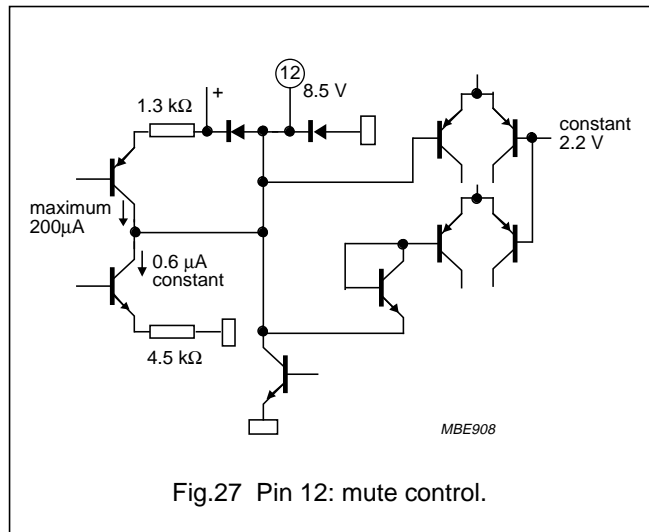 12
8.5 V
1.3 kΩ
+
constant
2.2 V
maximum
200µA
0.6 µA
constant
4.5 kΩ
MBE908
Fig.27 Pin 12: mute control.